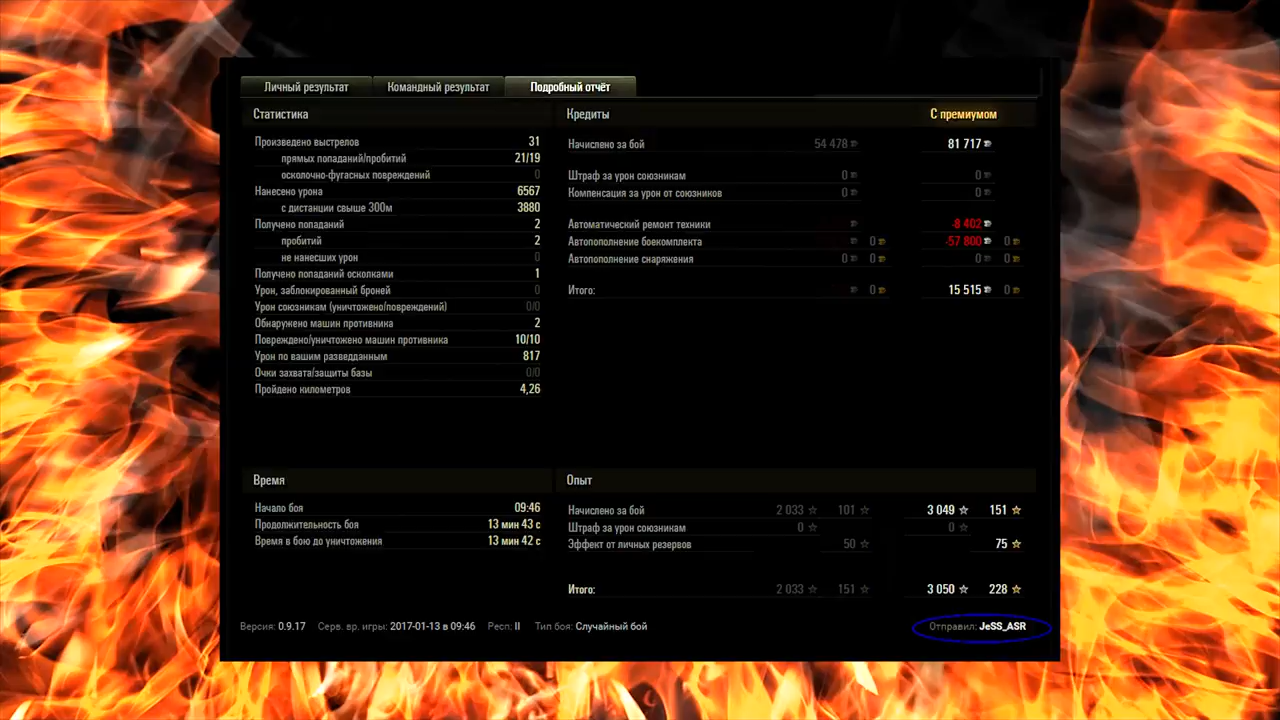 Личный результат Командный результат Подробный отчёт
Статистика
Произведено выстрелов 31
прямых попаданий/пробитий 21/19
осколочно-фугасных повреждений 0
Нанесено урона 6567
с дистанции свыше 300м 3880
Получено попаданий 2
пробитий 2
не нанесших урон 0
Получено попаданий осколками 1
Урон, заблокированный броней 0
Урон союзникам (уничтожено/повреждений) 0/0
Обнаружено машин противника 2
Повреждено/уничтожено машин противника 10/10
Урон по вашим разведданным 817
Очки захвата/защиты базы 0/0
Пройдено километров 4,26
Кредиты С премиумом
Начислено за бой 54 478 81 717
Штраф за урон союзникам 0 0
Компенсация за урон от союзников 0 0
Автоматический ремонт техники -8 402
Автопополнение боекомплекта 0 -57 800 0
Автопополнение снаряжения 0 0 0 0
Итого: 0 15 515 0
Время
Начало боя 09:46
Продолжительность боя 13 мин 43 с
Время в бою до уничтожения 13 мин 42 с
Опыт
Начислено за бой 2 033 101 3 049 151
Штраф за урон союзникам 0 0
Эффект от личных резервов 50 75
Итого: 2 033 151 3 050 228
Версия: 0.9.17 Серв. вр. игры: 2017-01-13 в 09:46 Респ: II Тип боя: Случайный бой Отправил: JeSS_ASR